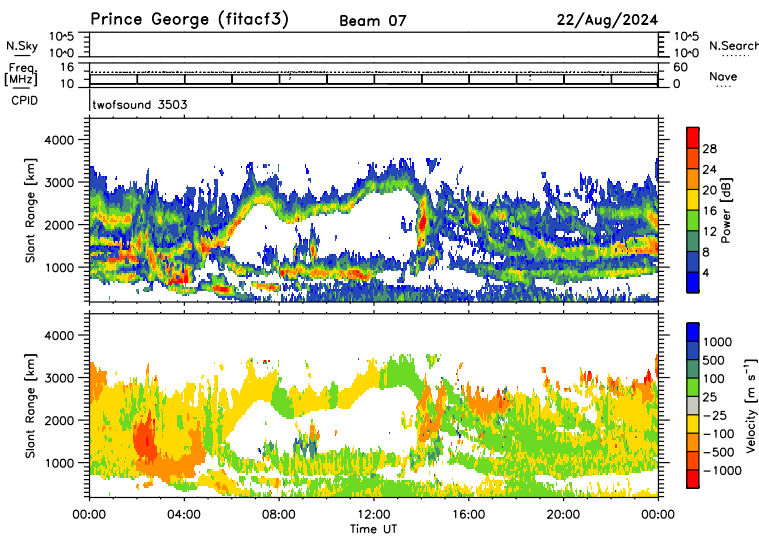 Prince George (fitacf3) Beam 07 22/Aug/2024
N.Sky 10^5 10^0 10^5 10^0 N.Search
Freq [MHz] 16 10 60 0 Nave
CPID twofsound 3503
Slant Range [km] 4000 3000 2000 1000
Power [dB] 28 24 20 16 12 8 4
Slant Range [km] 4000 3000 2000 1000
Velocity [m s⁻¹] 1000 500 100 25 −25 −100 −500 −1000
00:00 04:00 08:00 12:00 16:00 20:00 00:00
Time UT